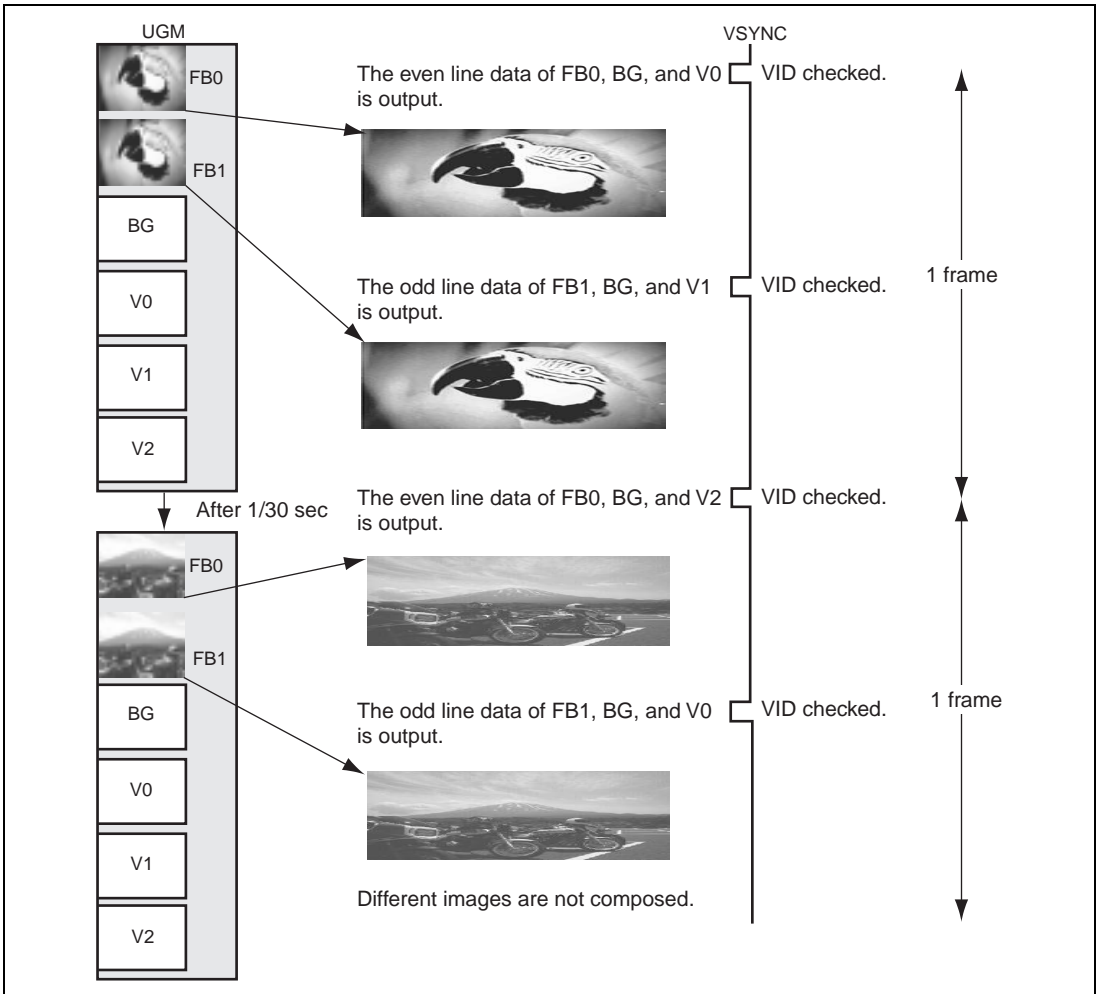 UGM
VSYNC
FB0
The even line data of FB0, BG, and V0
is output.
VID checked.
FB1
BG
The odd line data of FB1, BG, and V1
is output.
VID checked.
1 frame
V0
V1
V2
After 1/30 sec
The even line data of FB0, BG, and V2
is output.
VID checked.
FB0
FB1
BG
The odd line data of FB1, BG, and V0
is output.
VID checked.
1 frame
V0
V1
Different images are not composed.
V2